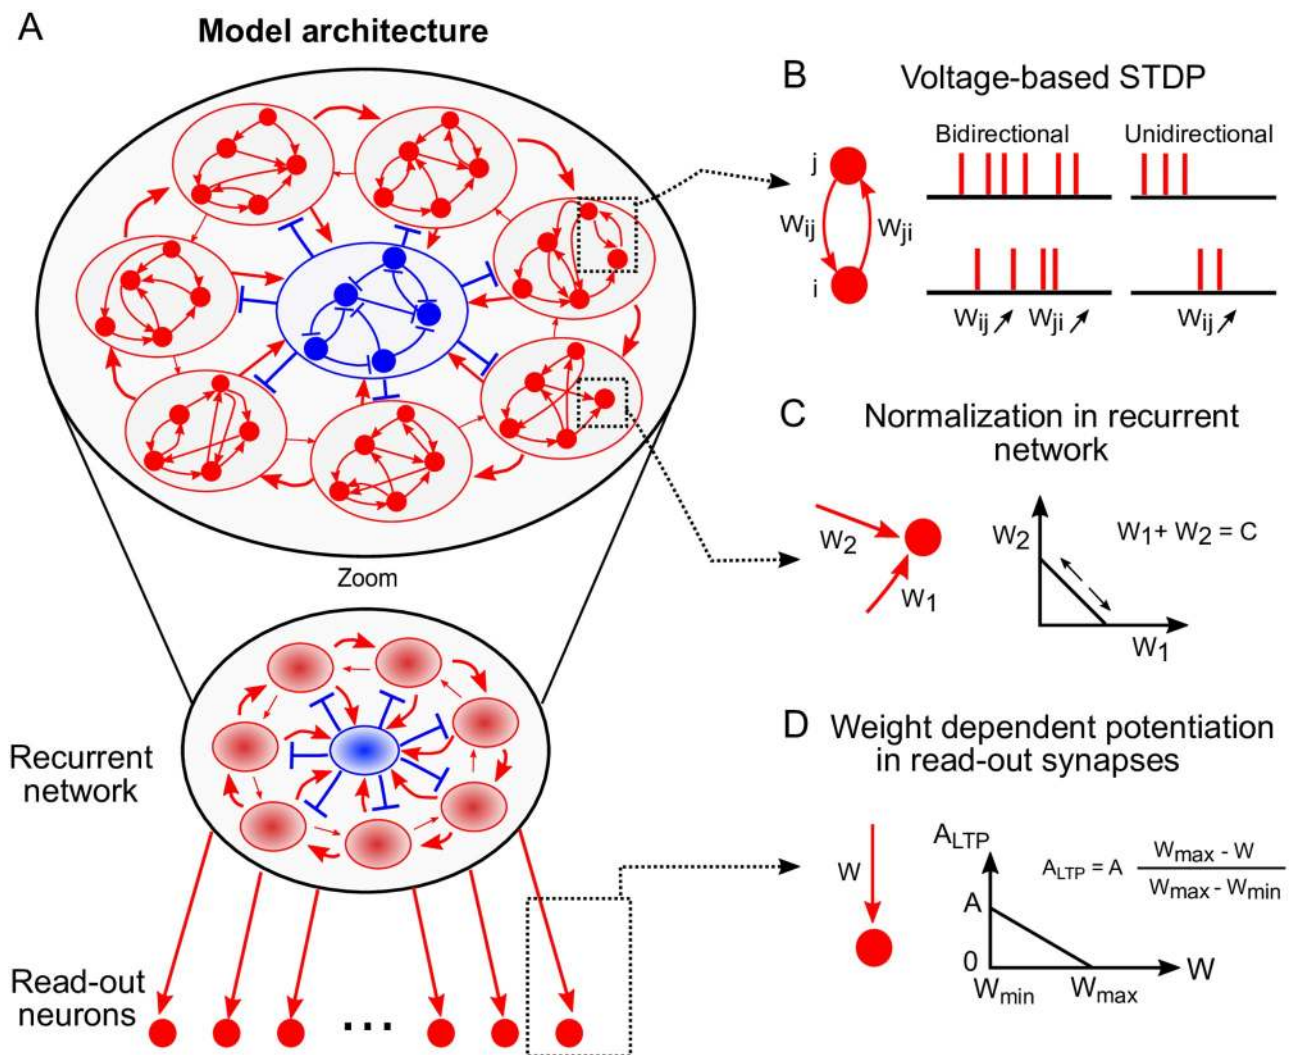 A
Model architecture
Zoom
Recurrent
network
Read-out
neurons
...
B
Voltage-based STDP
Bidirectional
Unidirectional
j
Wij
Wji
i
Wij
Wji
Wij
C
Normalization in recurrent
network
W2
W1
W2
W1+ W2 = C
W1
D
Weight dependent potentiation
in read-out synapses
W
ALTP
ALTP = A
Wmax - W
Wmax - Wmin
A
0
W
Wmin
Wmax